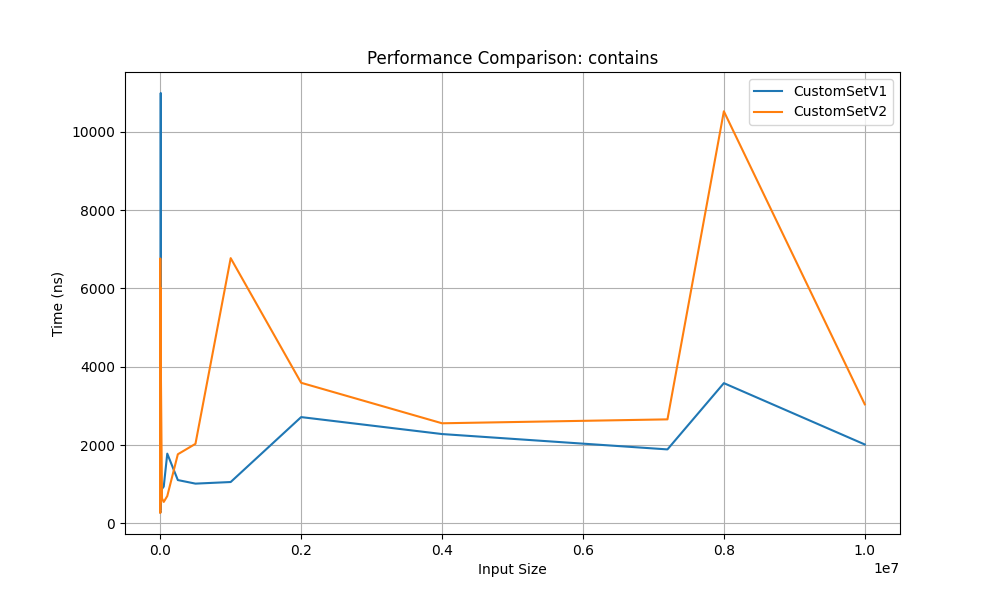 Performance Comparison: contains
CustomSetV1
CustomSetV2
Time (ns)
10000
8000
6000
4000
2000
0
0.0 0.2 0.4 0.6 0.8 1.0
1e7
Input Size